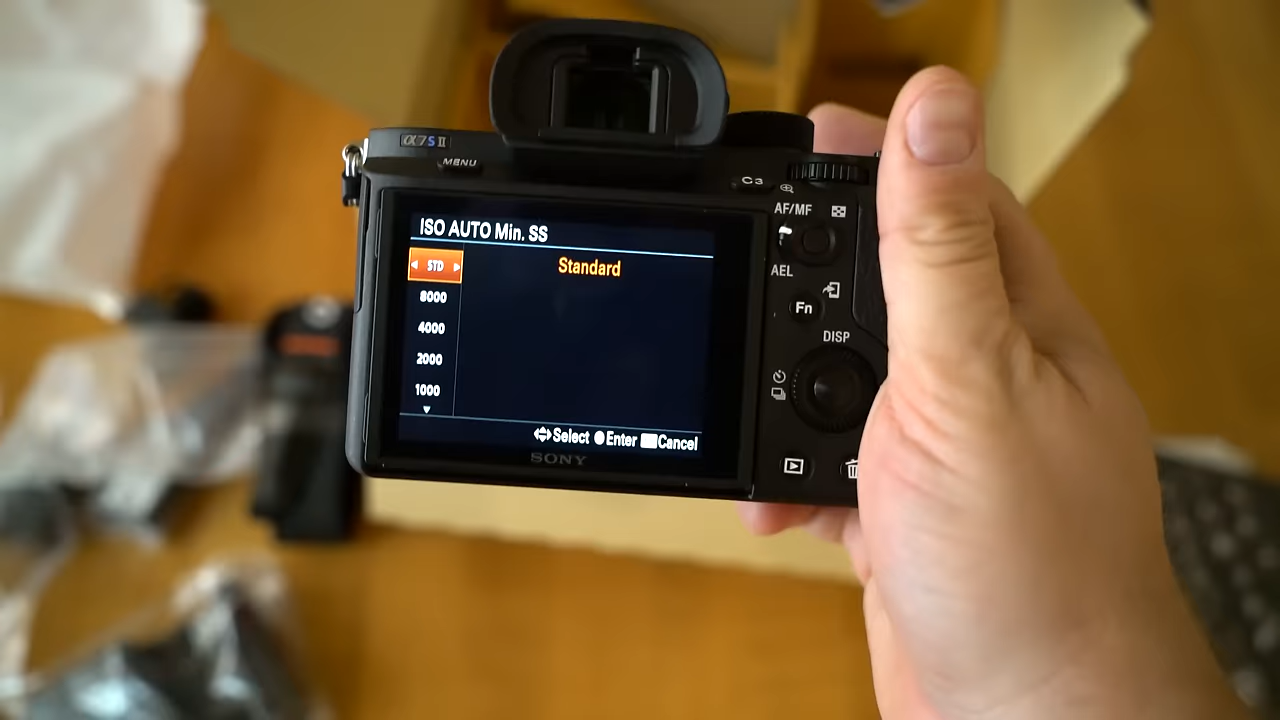 α7SII
MENU
C3
AF/MF
ISO AUTO Min. SS
STD
Standard
AEL
8000
Fn
4000
DISP
2000
1000
Select Enter Cancel
SONY